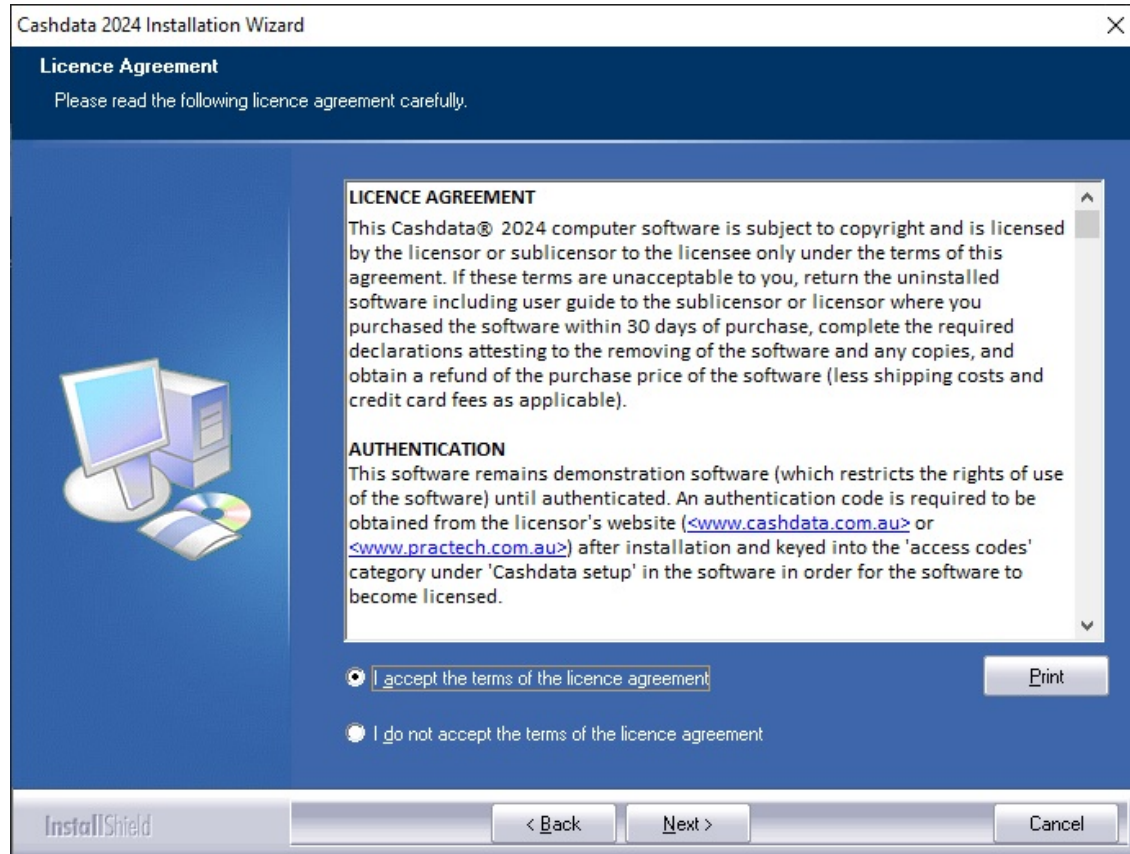 Cashdata 2024 Installation Wizard
Licence Agreement
Please read the following licence agreement carefully.
LICENCE AGREEMENT
This Cashdata® 2024 computer software is subject to copyright and is licensed
by the licensor or sublicensor to the licensee only under the terms of this
agreement. If these terms are unacceptable to you, return the uninstalled
software including user guide to the sublicensor or licensor where you
purchased the software within 30 days of purchase, complete the required
declarations attesting to the removing of the software and any copies, and
obtain a refund of the purchase price of the software (less shipping costs and
credit card fees as applicable).
AUTHENTICATION
This software remains demonstration software (which restricts the rights of use
of the software) until authenticated. An authentication code is required to be
obtained from the licensor's website (<www.cashdata.com.au> or
<www.practech.com.au>) after installation and keyed into the 'access codes'
category under 'Cashdata setup' in the software in order for the software to
become licensed.
I accept the terms of the licence agreement
Print
I do not accept the terms of the licence agreement
InstallShield
< Back
Next >
Cancel